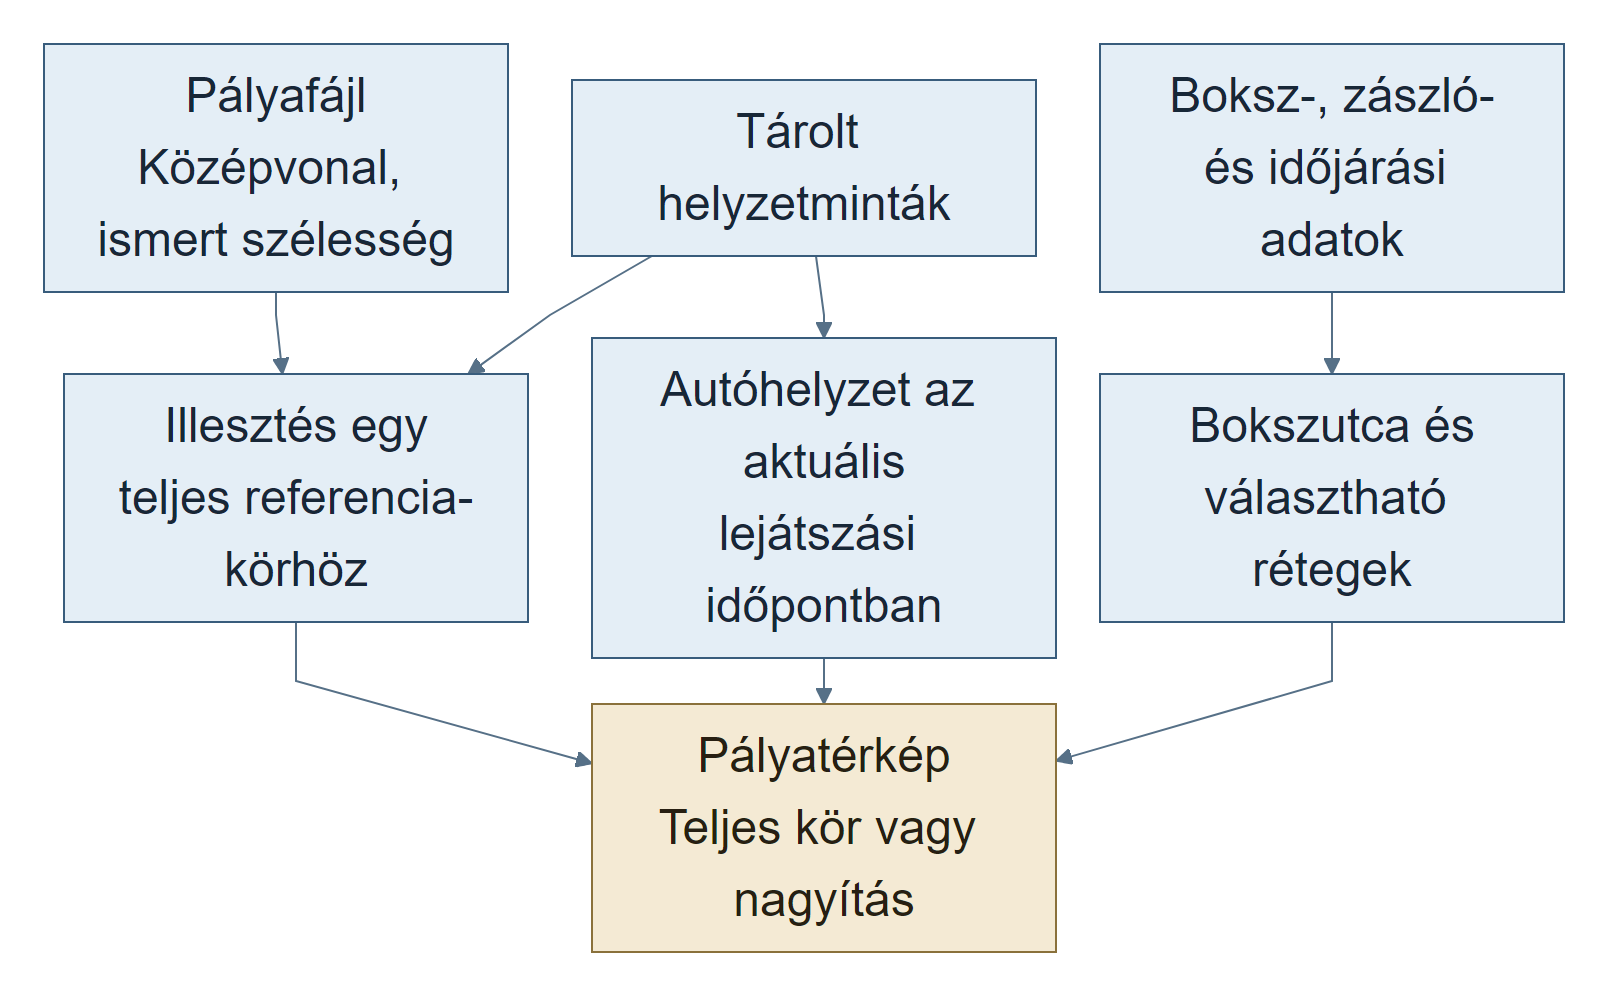 Pályafájl
Középvonal,
ismert szélesség
Tárolt
helyzetminták
Boksz-, zászló-
és időjárási
adatok
Illesztés egy
teljes referencia-
körhöz
Autóhelyzet az
aktuális
lejátszási
időpontban
Bokszutca és
választható
rétegek
Pályatérkép
Teljes kör vagy
nagyítás